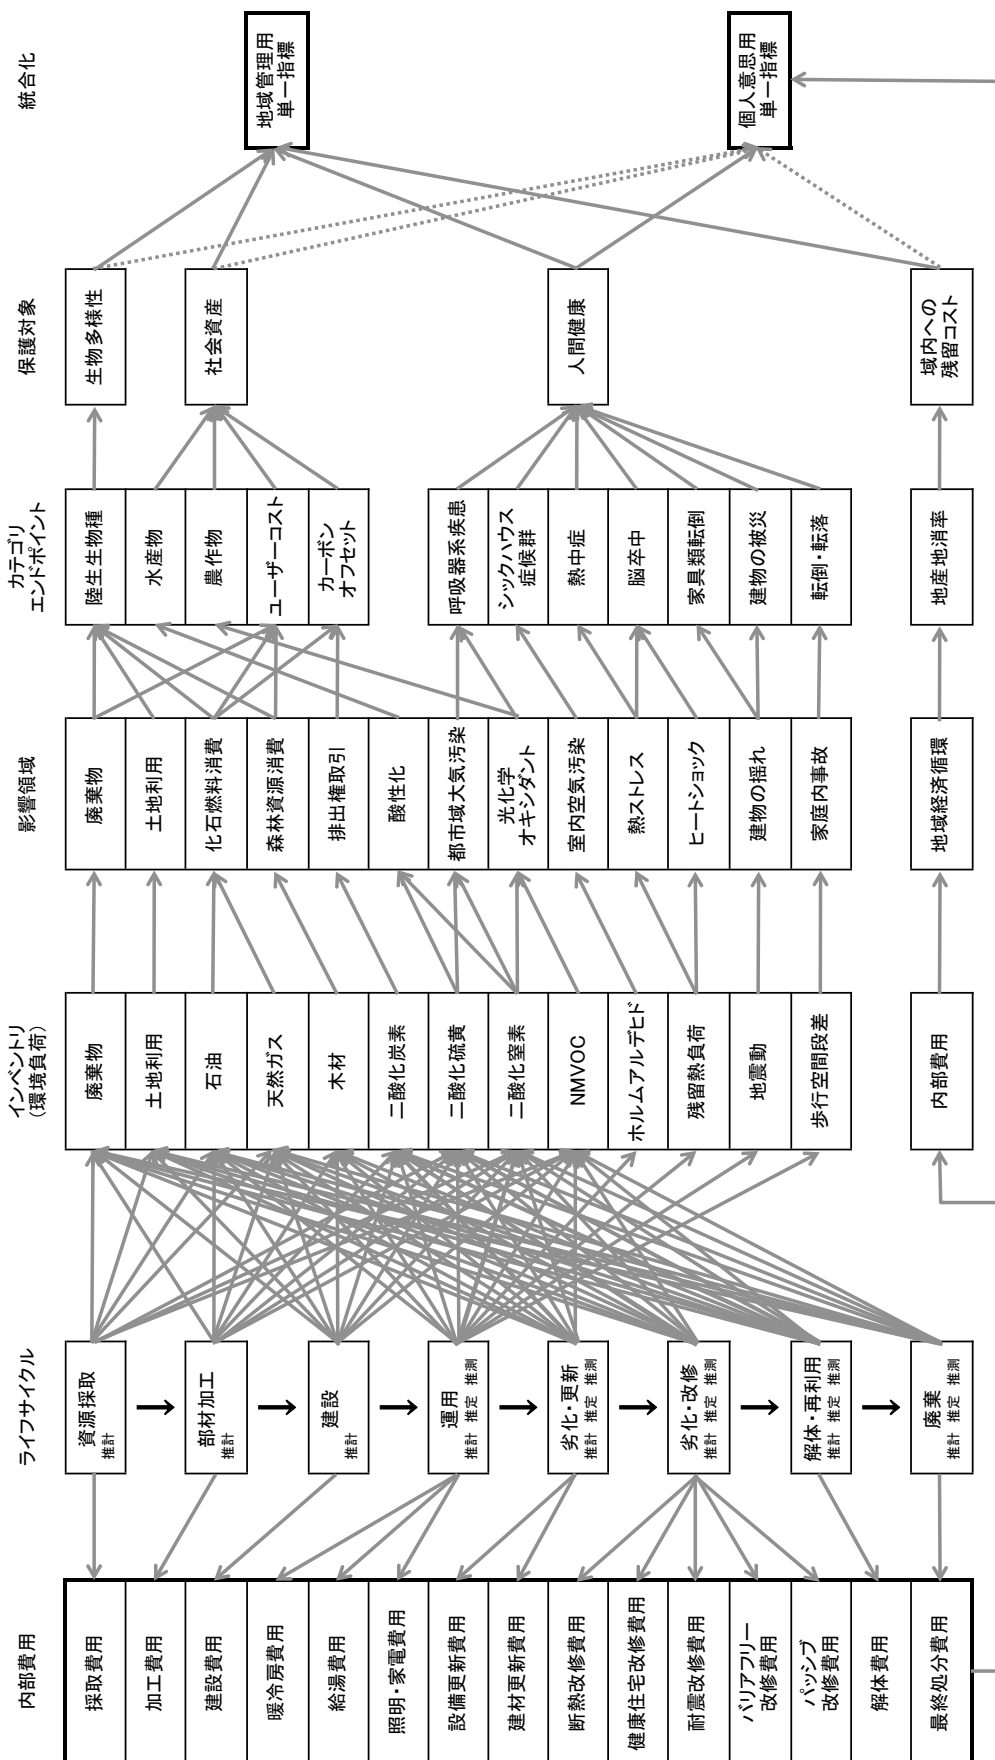 内部費用
採取費用
加工費用
建設費用
暖冷房費用
給湯費用
照明・家電費用
設備更新費用
建材更新費用
断熱改修費用
健康住宅改修費用
耐震改修費用
バリアフリー
改修費用
パッシブ
改修費用
解体費用
最終処分費用
ライフサイクル
資源採取
推計
部材加工
推計
建設
推計
運用
推計 推定 推測
劣化・更新
推計 推定 推測
劣化・改修
推計 推定 推測
解体・再利用
推計 推定 推測
廃棄
推計 推定 推測
インベントリ
(環境負荷)
廃棄物
土地利用
石油
天然ガス
木材
二酸化炭素
二酸化硫黄
二酸化窒素
NMVOC
ホルムアルデヒド
残留熱負荷
地震動
歩行空間段差
内部費用
影響領域
廃棄物
土地利用
化石燃料消費
森林資源消費
排出権取引
酸性化
都市域大気汚染
光化学
オキシダント
室内空気汚染
熱ストレス
ヒートショック
建物の揺れ
家庭内事故
地域経済循環
カテゴリ
エンドポイント
陸生生物種
水産物
農作物
ユーザーコスト
カーボン
オフセット
呼吸器系疾患
シックハウス
症候群
熱中症
脳卒中
家具類転倒
建物の被災
転倒・転落
地産地消率
保護対象
生物多様性
社会資産
人間健康
域内への
残留コスト
統合化
地域管理用
単一指標
個人意思用
単一指標